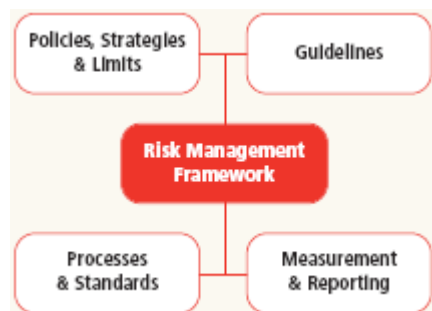 Policies, Strategies
& Limits
Guidelines
Risk Management
Framework
Processes
& Standards
Measurement
& Reporting